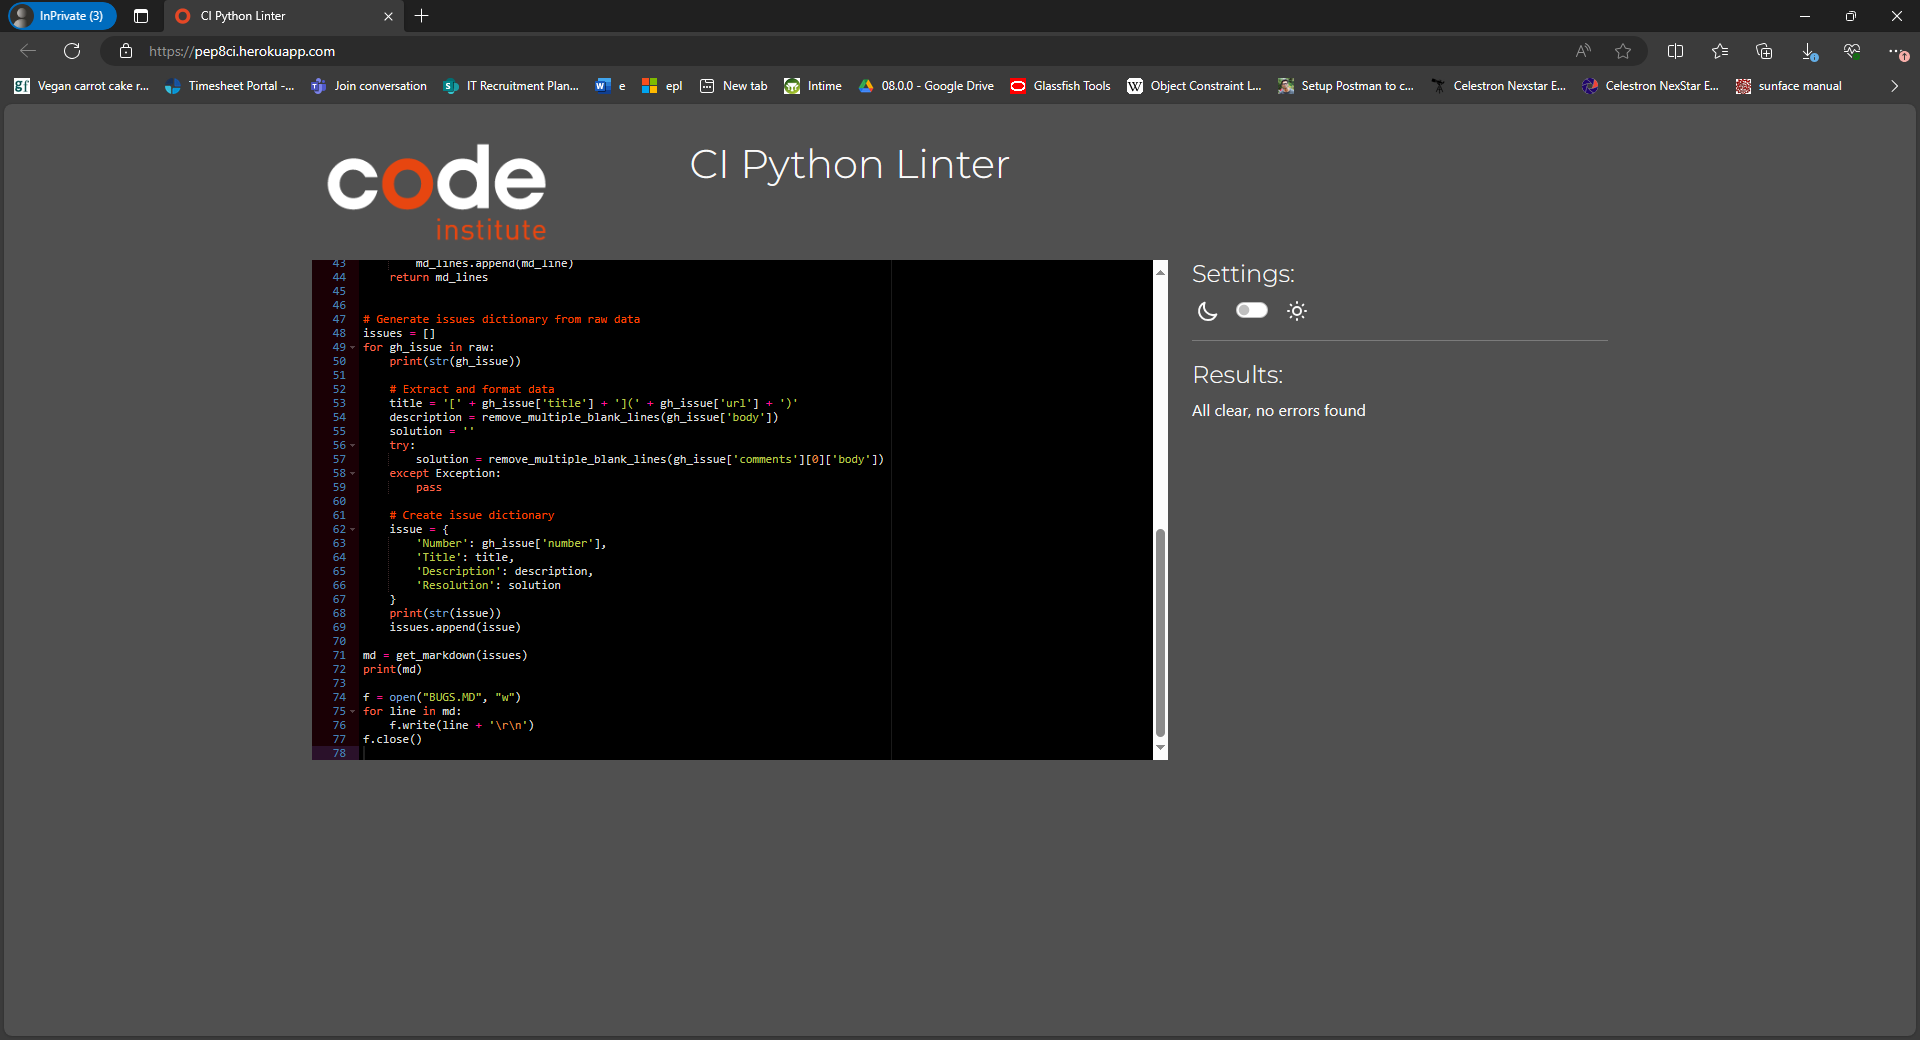 InPrivate (3)
CI Python Linter
https://pep8ci.herokuapp.com
Vegan carrot cake r...
Timesheet Portal -...
Join conversation
IT Recruitment Plan...
e
epl
New tab
Intime
08.0.0 - Google Drive
Glassfish Tools
Object Constraint L...
Setup Postman to c...
Celestron Nexstar E...
Celestron NexStar E...
sunface manual
code
institute
CI Python Linter
43         md_lines.append(md_line)
44     return md_lines
45
46
47 # Generate issues dictionary from raw data
48 issues = []
49 for gh_issue in raw:
50     print(str(gh_issue))
51
52     # Extract and format data
53     title = '[' + gh_issue['title'] + '](' + gh_issue['url'] + ')'
54     description = remove_multiple_blank_lines(gh_issue['body'])
55     solution = ''
56     try:
57         solution = remove_multiple_blank_lines(gh_issue['comments'][0]['body'])
58     except Exception:
59         pass
60
61     # Create issue dictionary
62     issue = {
63         'Number': gh_issue['number'],
64         'Title': title,
65         'Description': description,
66         'Resolution': solution
67     }
68     print(str(issue))
69     issues.append(issue)
70
71 md = get_markdown(issues)
72 print(md)
73
74 f = open("BUGS.MD", "w")
75 for line in md:
76     f.write(line + '\r\n')
77 f.close()
78
Settings:
Results:
All clear, no errors found